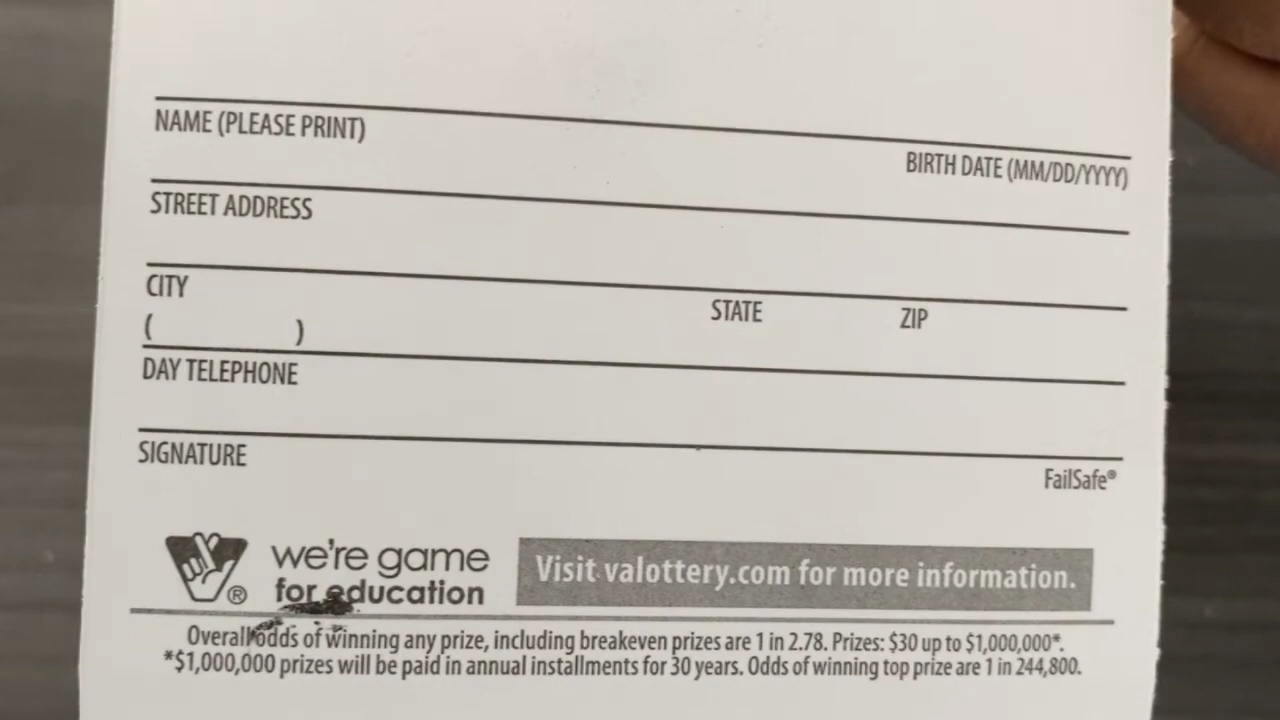 NAME (PLEASE PRINT)
BIRTH DATE (MM/DD/YYYY)
STREET ADDRESS
CITY
STATE
ZIP
( )
DAY TELEPHONE
SIGNATURE
FailSafe®
we're game
for education
®
Visit valottery.com for more information.
Overall odds of winning any prize, including breakeven prizes are 1 in 2.78. Prizes: $30 up to $1,000,000*.
*$1,000,000 prizes will be paid in annual installments for 30 years. Odds of winning top prize are 1 in 244,800.